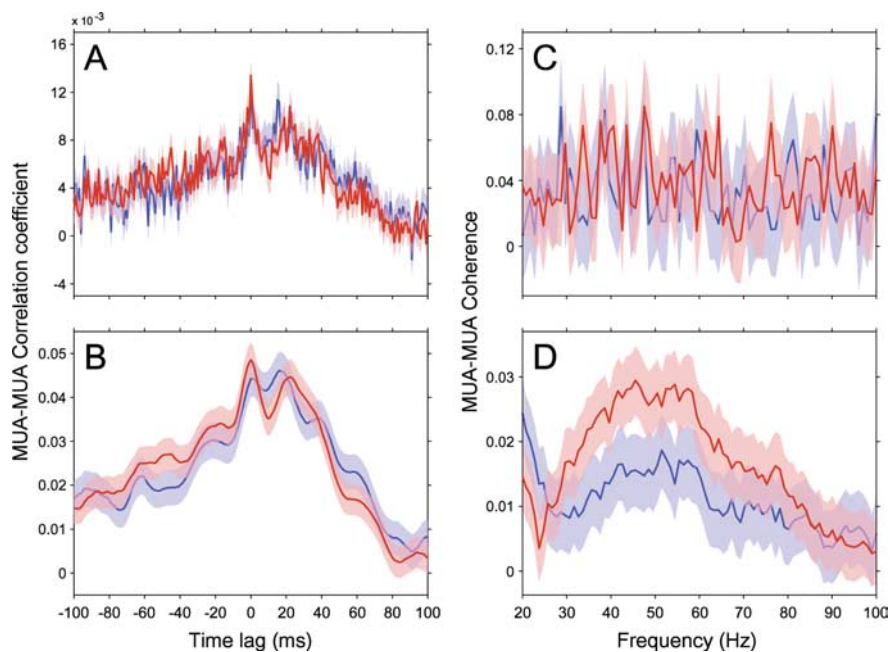 × 10⁻³
16
12
8
4
0
-4
A
MUA-MUA Correlation coefficient
0.05
0.04
0.03
0.02
0.01
0
B
-100 -80 -60 -40 -20 0 20 40 60 80 100
Time lag (ms)
0.12
0.08
0.04
0
C
MUA-MUA Coherence
0.03
0.02
0.01
0
D
20 30 40 50 60 70 80 90 100
Frequency (Hz)